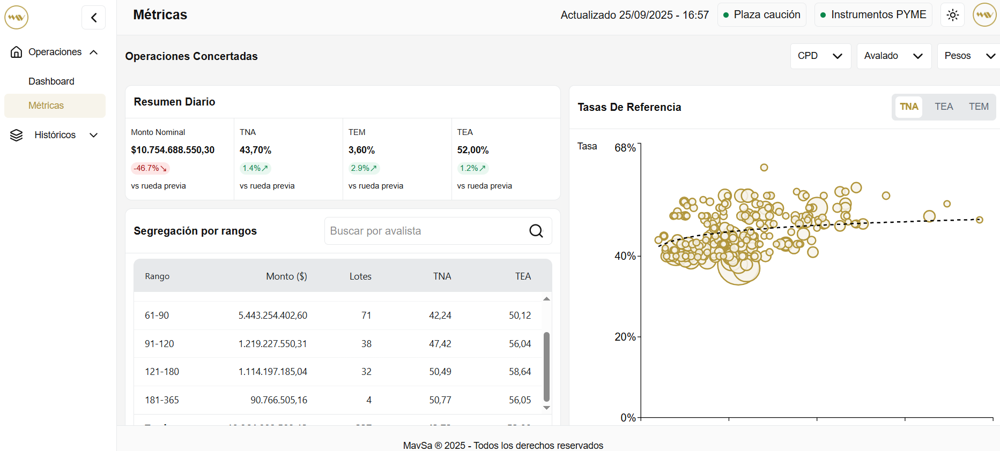 Métricas
Actualizado 25/09/2025 - 16:57
Plaza caución
Instrumentos PYME
Operaciones
Dashboard
Métricas
Históricos
Operaciones Concertadas
CPD
Avalado
Pesos
Resumen Diario
Monto Nominal
$10.754.688.550,30
-46.7%↘
vs rueda previa
TNA
43,70%
1.4%↗
vs rueda previa
TEM
3,60%
2.9%↗
vs rueda previa
TEA
52,00%
1.2%↗
vs rueda previa
Segregación por rangos
Buscar por avalista
Rango Monto ($) Lotes TNA TEA
61-90 5.443.254.402,60 71 42,24 50,12
91-120 1.219.227.550,31 38 47,42 56,04
121-180 1.114.197.185,04 32 50,49 58,64
181-365 90.766.505,16 4 50,77 56,05
Tasas De Referencia
TNA TEA TEM
Tasa
68%
40%
20%
0%
MavSa ® 2025 - Todos los derechos reservados